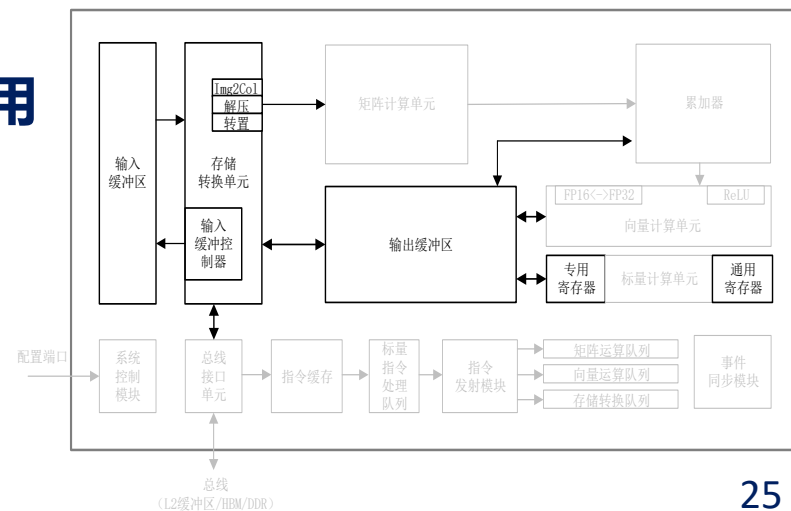 用
Img2Col
解压
转置
矩阵计算单元
累加器
输入
缓冲区
存储
转换单元
FP16<->FP32
ReLU
向量计算单元
输入
缓冲控
制器
输出缓冲区
专用
寄存器
标量计算单元
通用
寄存器
配置端口
系统
控制
模块
总线
接口
单元
指令缓存
标量
指令
处理
队列
指令
发射模块
矩阵运算队列
向量运算队列
存储转换队列
事件
同步模块
总线
（L2缓冲区/HBM/DDR）
25